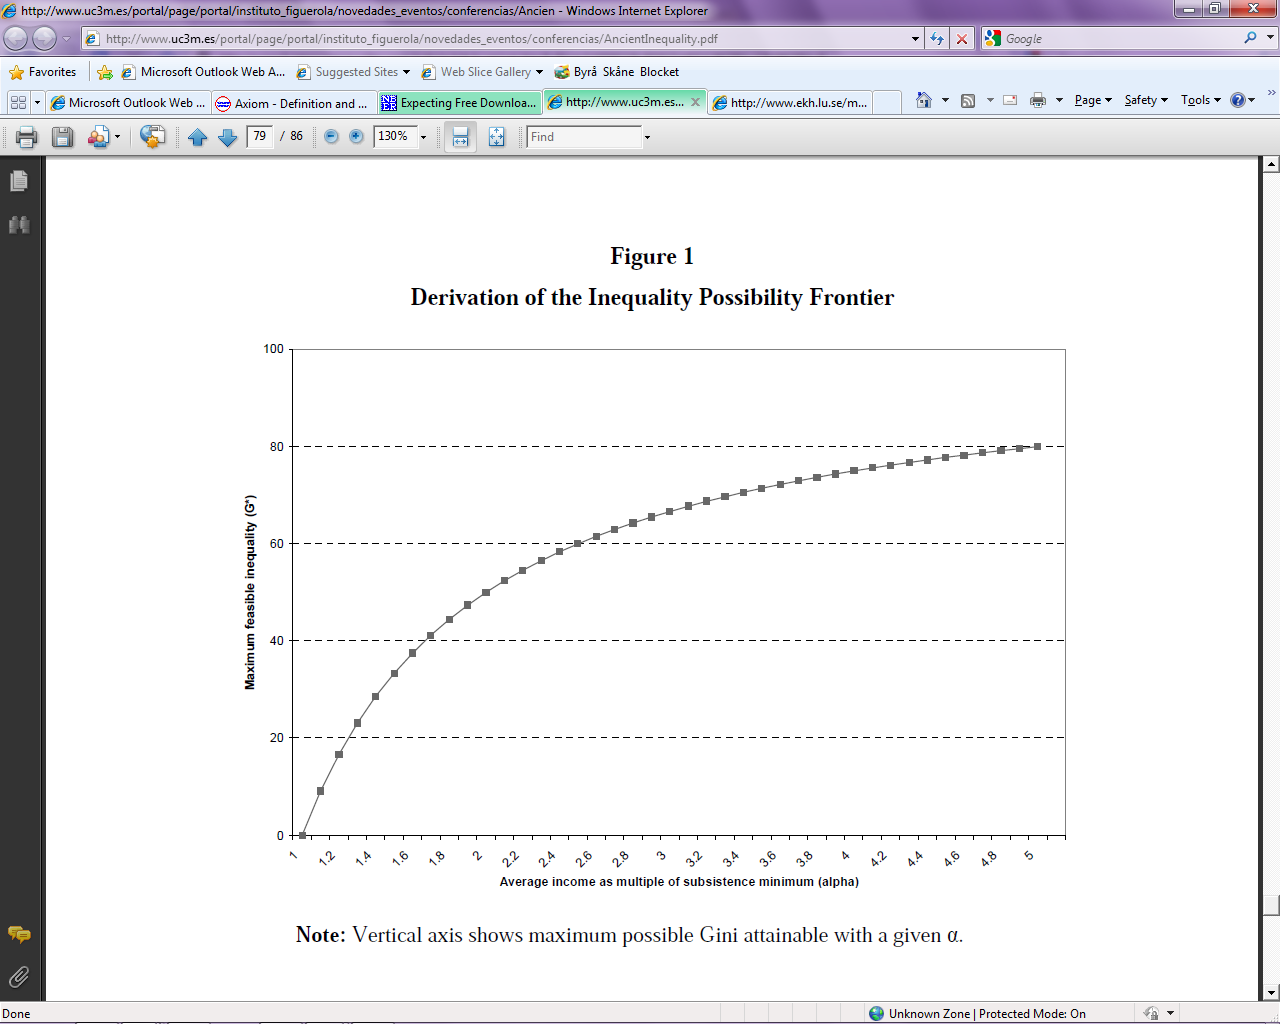 http://www.uc3m.es/portal/page/portal/instituto_figuerola/novedades_eventos/conferencias/Ancien - Windows Internet Explorer
http://www.uc3m.es/portal/page/portal/instituto_figuerola/novedades_eventos/conferencias/AncientInequality.pdf
Google
Favorites
Microsoft Outlook Web A...
Suggested Sites
Web Slice Gallery
Byrå Skåne Blocket
Microsoft Outlook Web ...
Axiom - Definition and ...
Expecting Free Downloa...
http://www.uc3m.es...
http://www.ekh.lu.se/m...
Page
Safety
Tools
79 / 86
130%
Find
Figure 1
Derivation of the Inequality Possibility Frontier
100
80
60
40
20
0
Maximum feasible inequality (G*)
1 1.2 1.4 1.6 1.8 2 2.2 2.4 2.6 2.8 3 3.2 3.4 3.6 3.8 4 4.2 4.4 4.6 4.8 5
Average income as multiple of subsistence minimum (alpha)
Note: Vertical axis shows maximum possible Gini attainable with a given α.
Done
Unknown Zone | Protected Mode: On